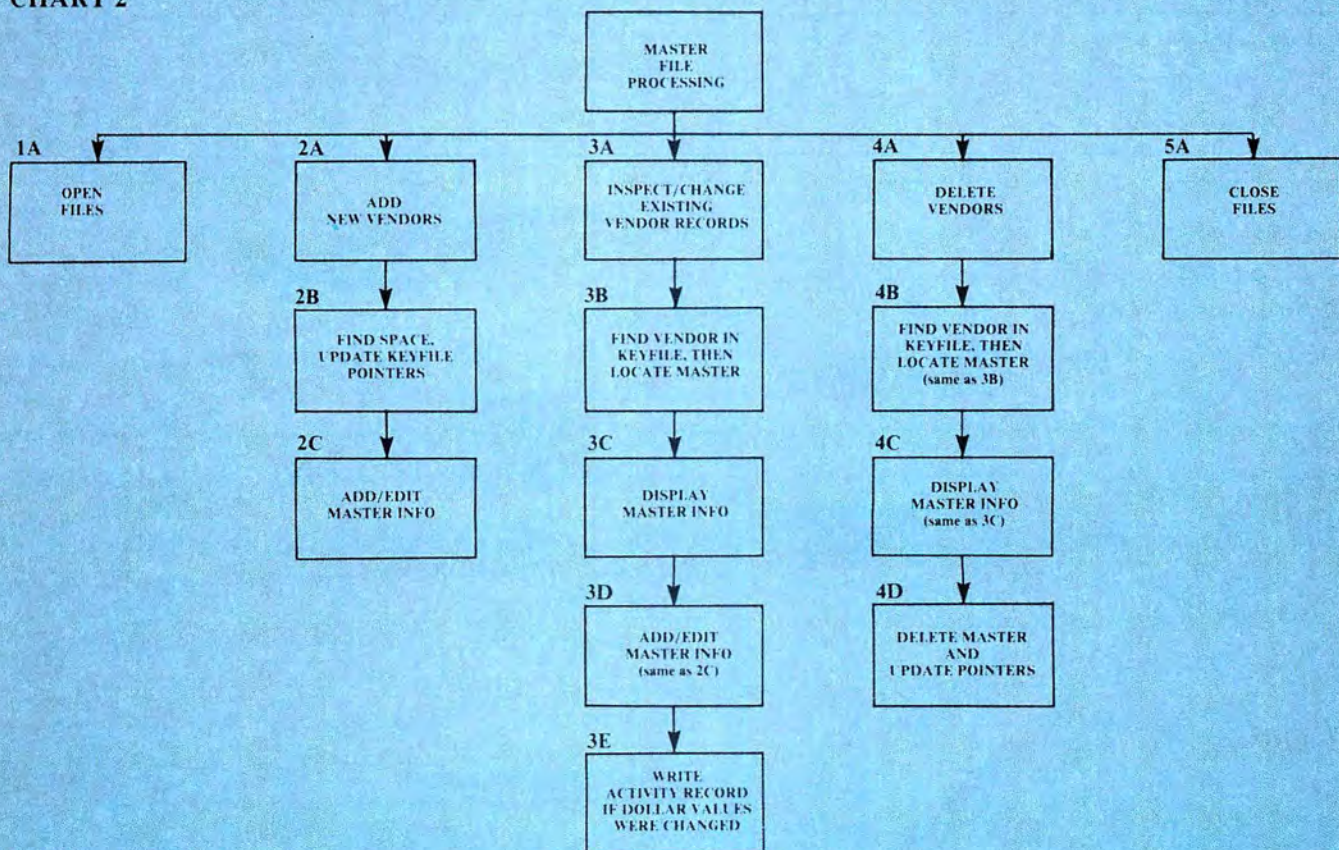 CHART 2
MASTER
FILE
PROCESSING
1A
OPEN
FILES
2A
ADD
NEW VENDORS
3A
INSPECT/CHANGE
EXISTING
VENDOR RECORDS
4A
DELETE
VENDORS
5A
CLOSE
FILES
2B
FIND SPACE,
UPDATE KEYFILE
POINTERS
3B
FIND VENDOR IN
KEYFILE, THEN
LOCATE MASTER
4B
FIND VENDOR IN
KEYFILE, THEN
LOCATE MASTER
(same as 3B)
2C
ADD/EDIT
MASTER INFO
3C
DISPLAY
MASTER INFO
4C
DISPLAY
MASTER INFO
(same as 3C)
3D
ADD/EDIT
MASTER INFO
(same as 2C)
4D
DELETE MASTER
AND
UPDATE POINTERS
3E
WRITE
ACTIVITY RECORD
IF DOLLAR VALUES
WERE CHANGED